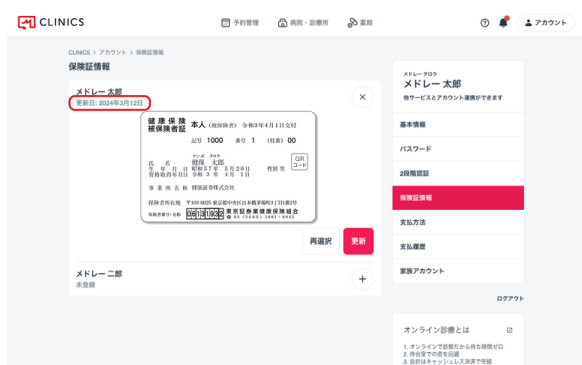 CLINICS
予約管理
病院・診療所
薬局
アカウント
CLINICS > アカウント > 保険証情報
保険証情報
メドレー 太郎
更新日: 2024年3月12日
健康保険
被保険者証
本人 (被保険者) 令和3年4月1日交付
記号 1000 番号 1 (枝番) 00
ケンポ タロウ
氏 名 健保 太郎
生年月日 昭和57年 5月20日 性別 男
QR
コード
資格取得年月日 令和 3年 4月 1日
事業所名称 健康証券株式会社
保険者所在地 〒103-0025 東京都中央区日本橋茅場町1丁目5番5号
保険者番号・名称 06131932 東京証券業健康保険組合
再選択
更新
メドレー 二郎
未登録
メドレー タロウ
メドレー 太郎
他サービスとアカウント連携ができます
基本情報
パスワード
2段階認証
保険証情報
支払方法
支払履歴
家族アカウント
ログアウト
オンライン診療とは
1. オンラインで診察だから待ち時間ゼロ
2. 待合室での密を回避
3. 会計はキャッシュレス決済で完結